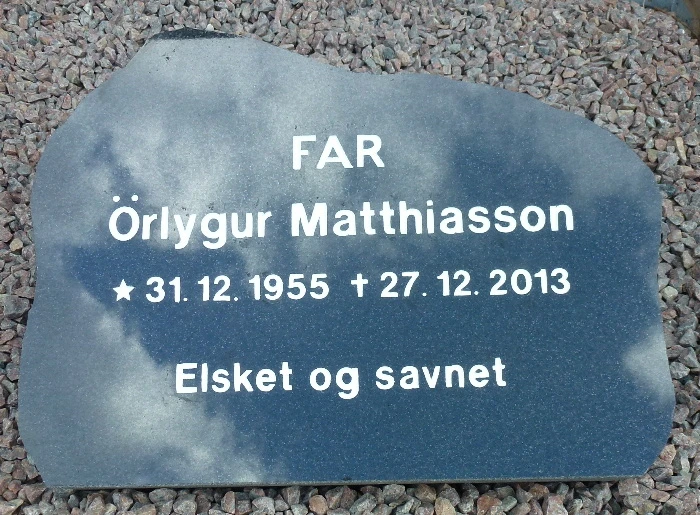 FAR
Örlygur Matthiasson
★ 31. 12. 1955 ✝ 27. 12. 2013
Elsket og savnet